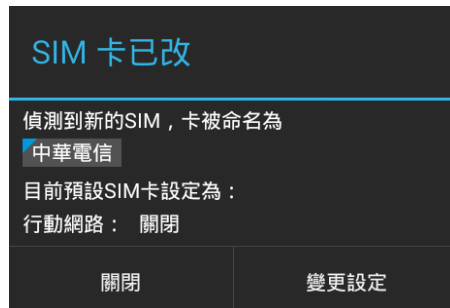 SIM 卡已改
偵測到新的SIM，卡被命名為
中華電信
目前預設SIM卡設定為：
行動網路： 關閉
關閉
變更設定